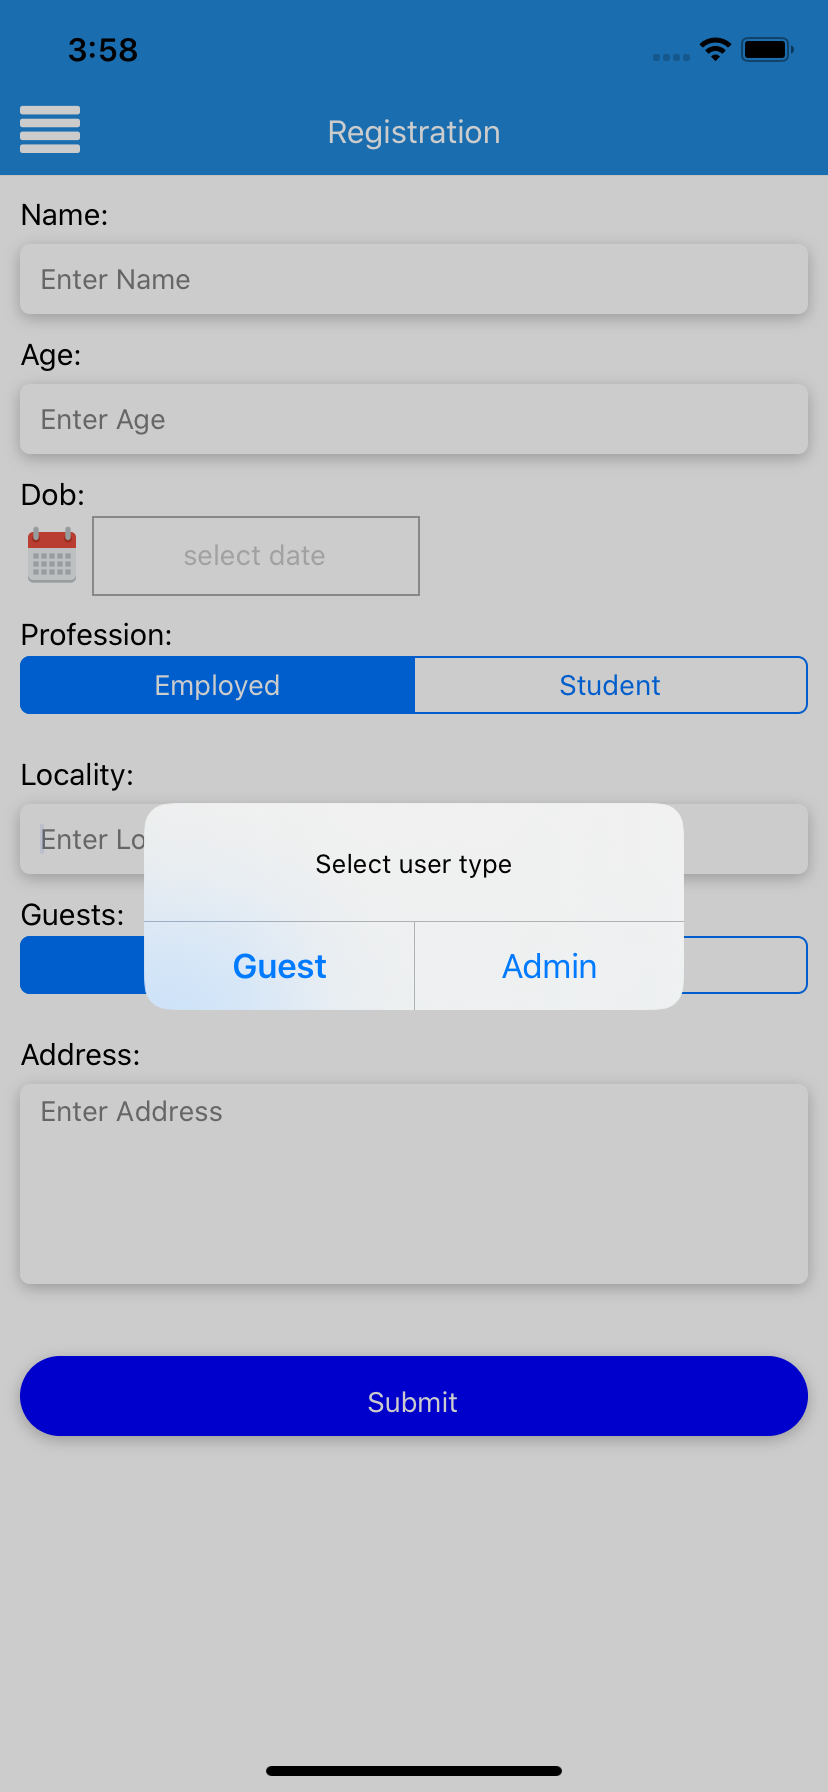 3:58
Registration
Name:
Enter Name
Age:
Enter Age
Dob:
select date
Profession:
Employed Student
Locality:
Enter Lo
Select user type
Guests:
Guest Admin
Address:
Enter Address
Submit